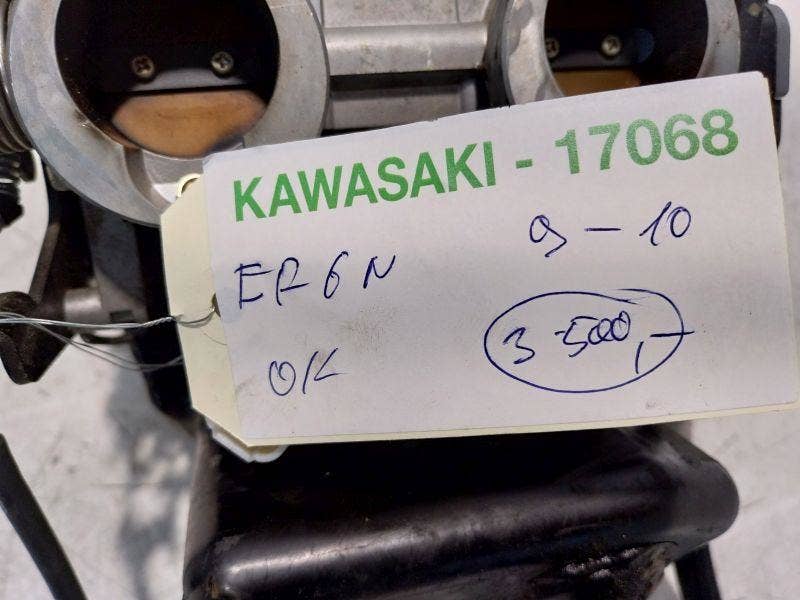 KAWASAKI - 17068
ER6N 9-10
OK 3 500,-